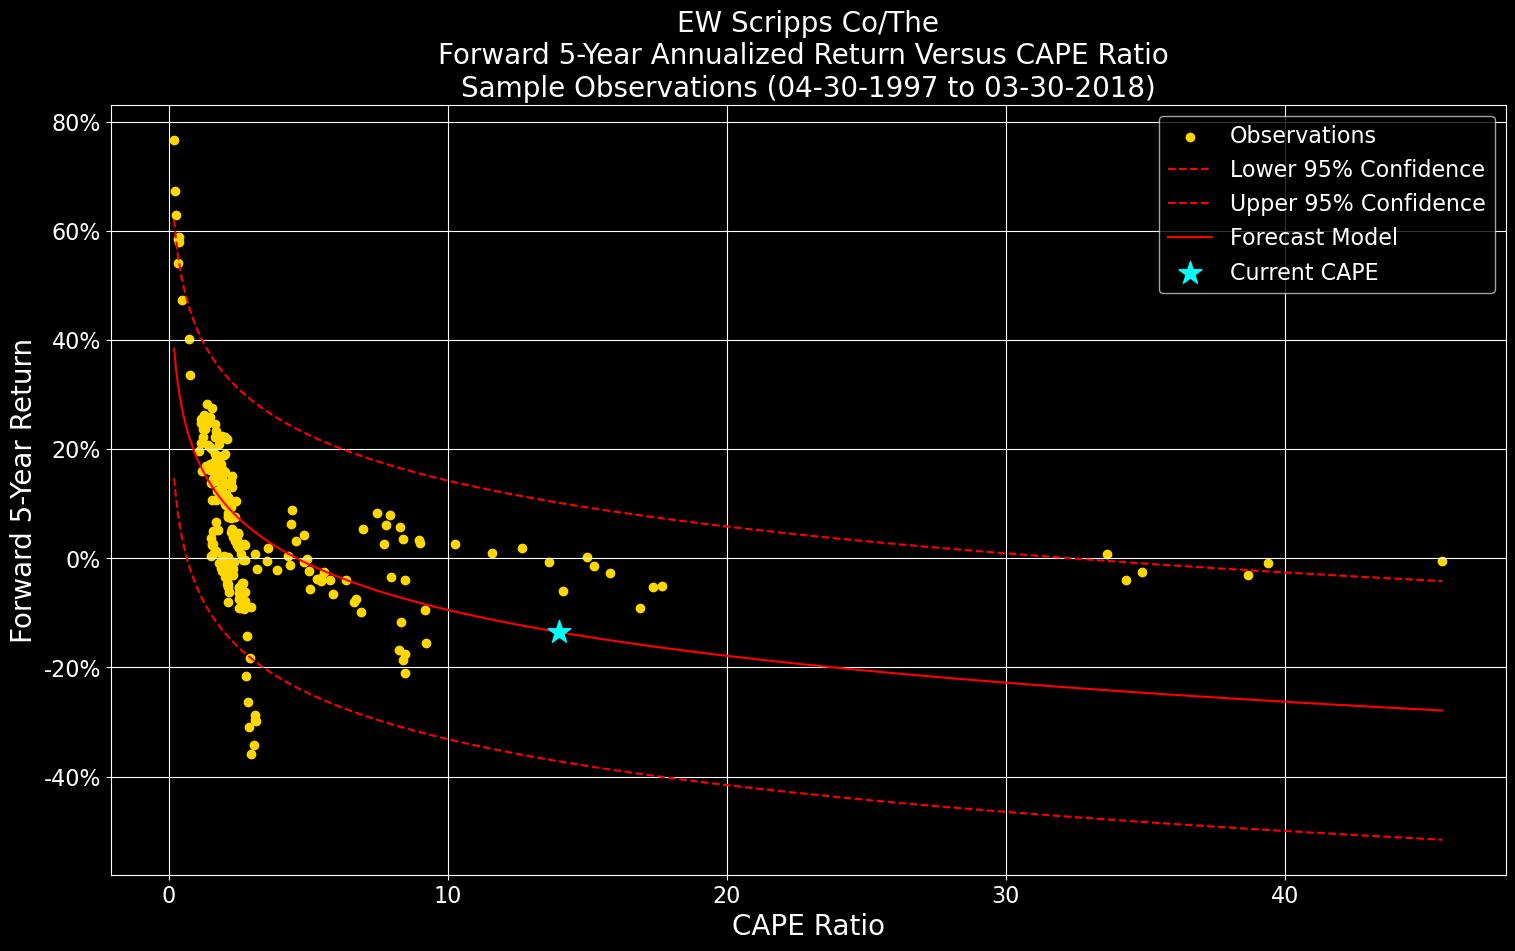 EW Scripps Co/The
Forward 5-Year Annualized Return Versus CAPE Ratio
Sample Observations (04-30-1997 to 03-30-2018)
Observations
Lower 95% Confidence
Upper 95% Confidence
Forecast Model
Current CAPE
Forward 5-Year Return
80%
60%
40%
20%
0%
-20%
-40%
0
10
20
30
40
CAPE Ratio